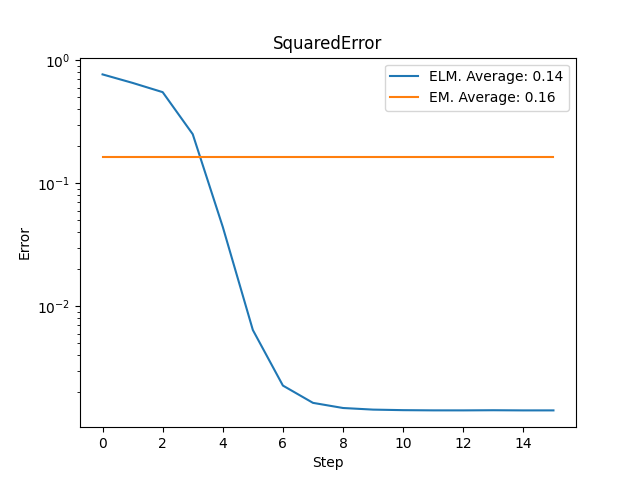 SquaredError
ELM. Average: 0.14
EM. Average: 0.16
10⁰
10⁻¹
10⁻²
Error
0 2 4 6 8 10 12 14
Step